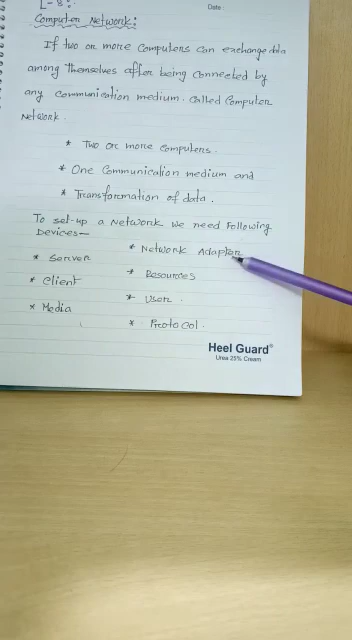 L-8:
Date:
Computer Network:
If two or more computers can exchange data
among themselves after being connected by
any communication medium. called Computer
Network.
* Two or more computers.
* One Communication medium and
* Transformation of data.
To set-up a Network we need following
Devices—
* Server
* Client
* Media
* Network Adapter
* Resources
* User.
* Protocol.
Heel Guard®
Urea 25% Cream